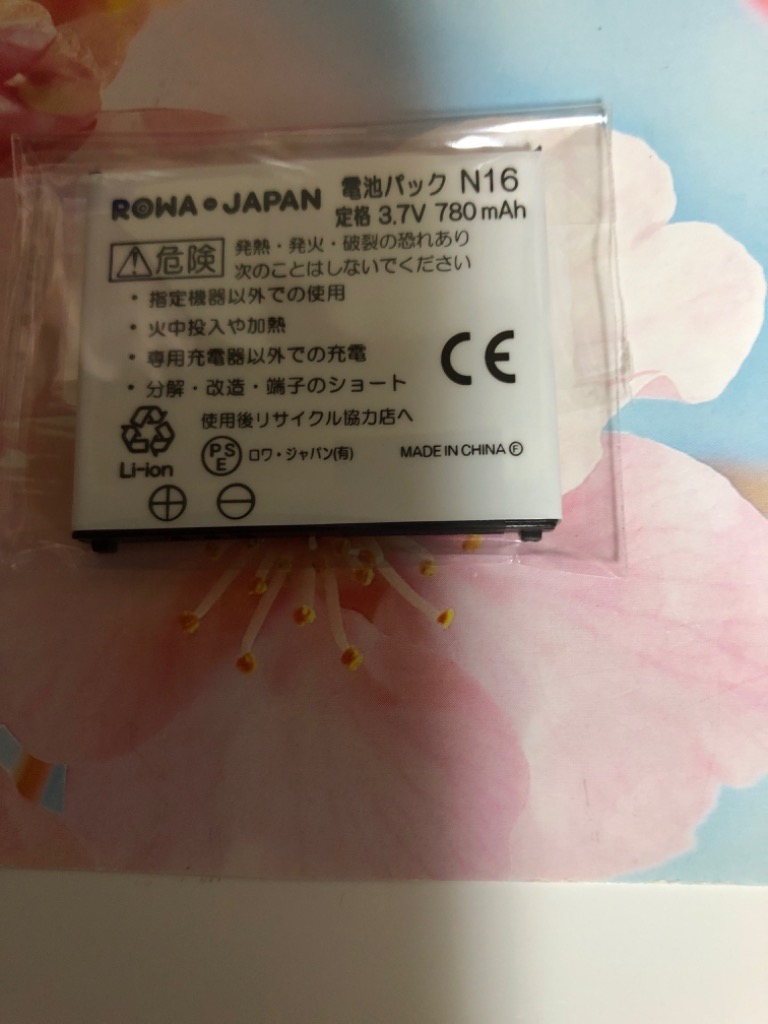 ROWA・JAPAN 電池パック N16
定格 3.7V 780mAh
危険 発熱・発火・破裂の恐れあり
次のことはしないでください
・指定機器以外での使用
・火中投入や加熱
・専用充電器以外での充電
・分解・改造・端子のショート
CE
使用後リサイクル協力店へ
Li-ion
PSE ロワ・ジャパン(有) MADE IN CHINA Ⓕ
⊕ ⊖